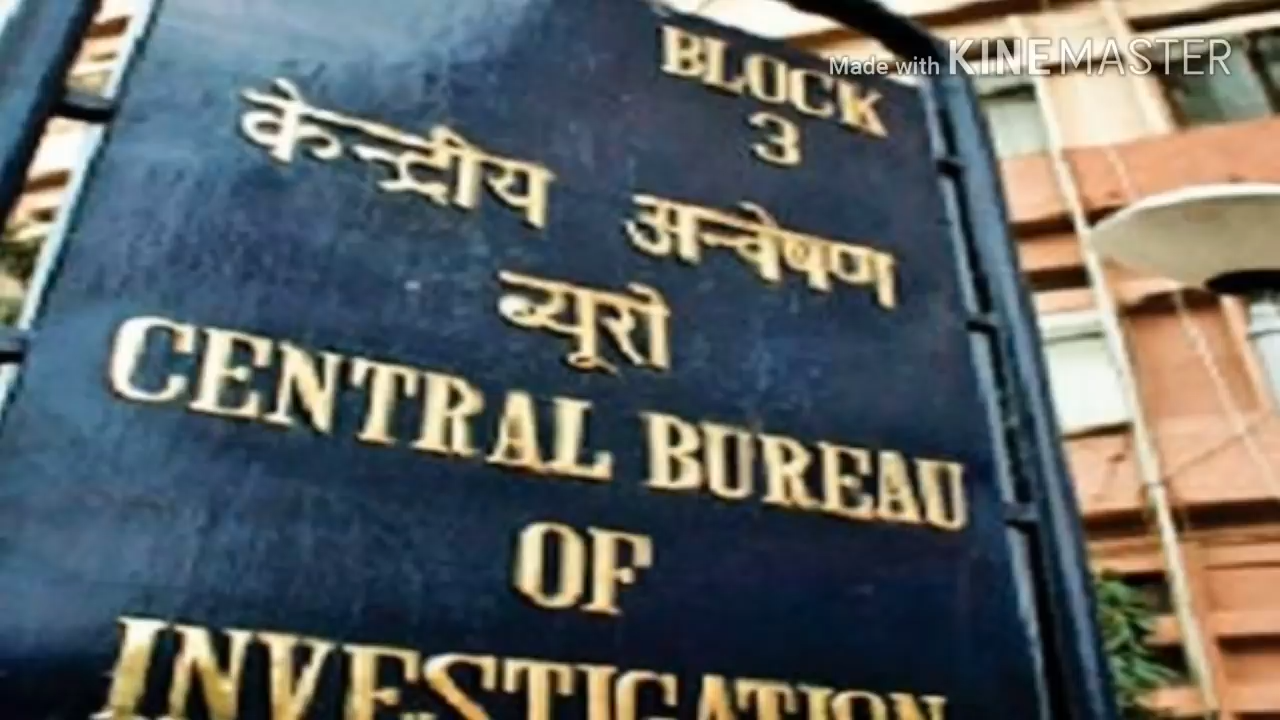 Made with KINEMASTER
BLOCK
3
केन्द्रीय अन्वेषण
ब्यूरो
CENTRAL BUREAU
OF
INVESTIGATION